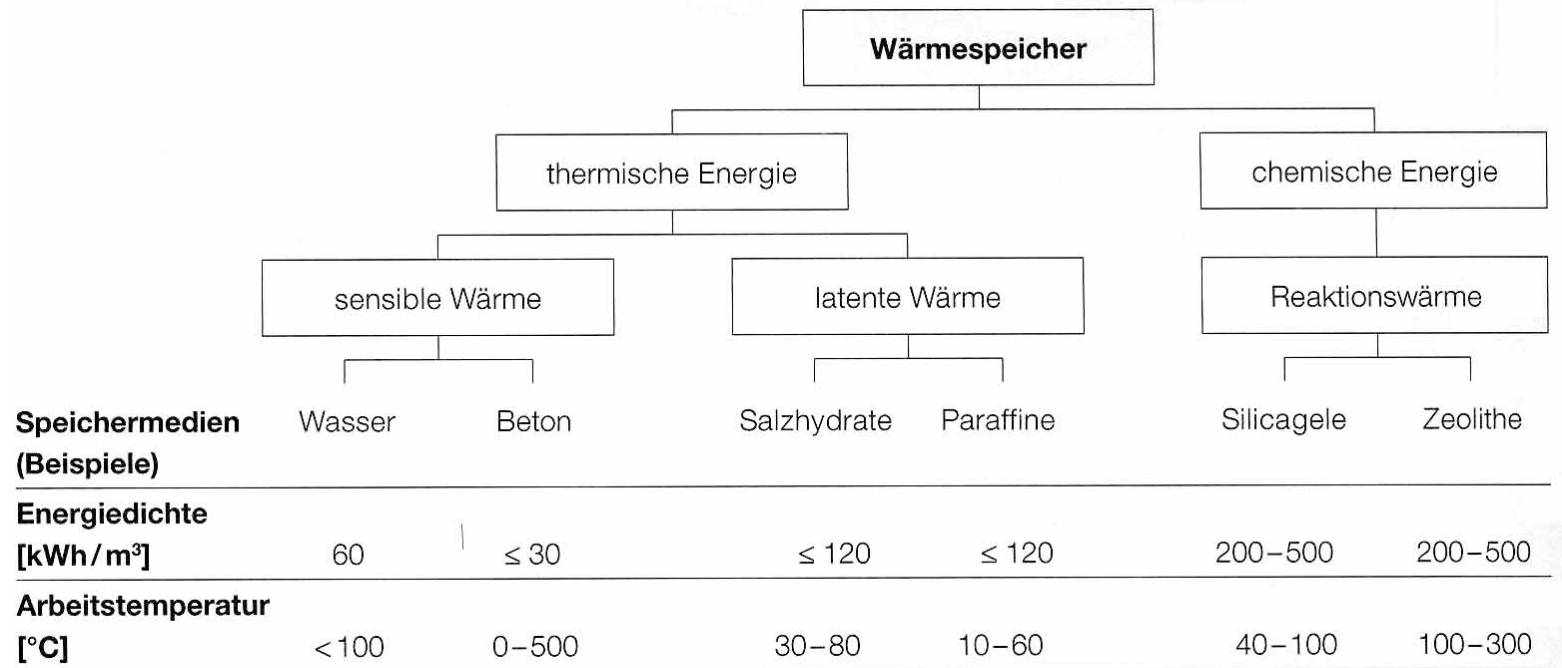 Wärmespeicher
thermische Energie
chemische Energie
sensible Wärme
latente Wärme
Reaktionswärme
Speichermedien Wasser Beton Salzhydrate Paraffine Silicagele Zeolithe
(Beispiele)
Energiedichte
[kWh/m³] 60 ≤ 30 ≤ 120 ≤ 120 200–500 200–500
Arbeitstemperatur
[°C] <100 0–500 30–80 10–60 40–100 100–300